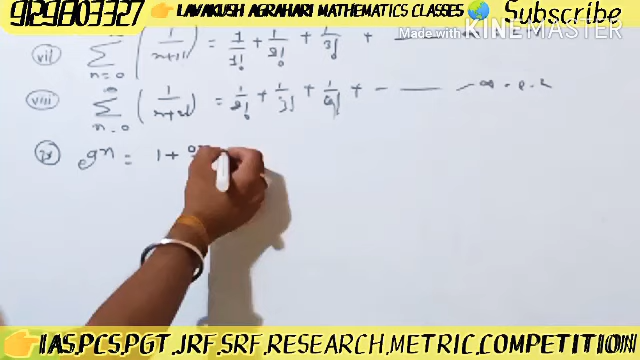 9129803327 👉 LAVAKUSH AGRAHARI MATHEMATICS CLASSES 🌎 Subscribe
Made with KINEMASTER
vii) ∞ ∑ n=0 (1/(n+1)!) = 1/1! + 1/2! + 1/3! + ———
viii) ∞ ∑ n=0 (1/(n+2)!) = 1/2! + 1/3! + 1/4! + - —— -∞ = e-2
ix) e^ax = 1 +
👉 IAS,PCS,PGT,JRF,SRF,RESEARCH,METRIC,COMPETITION